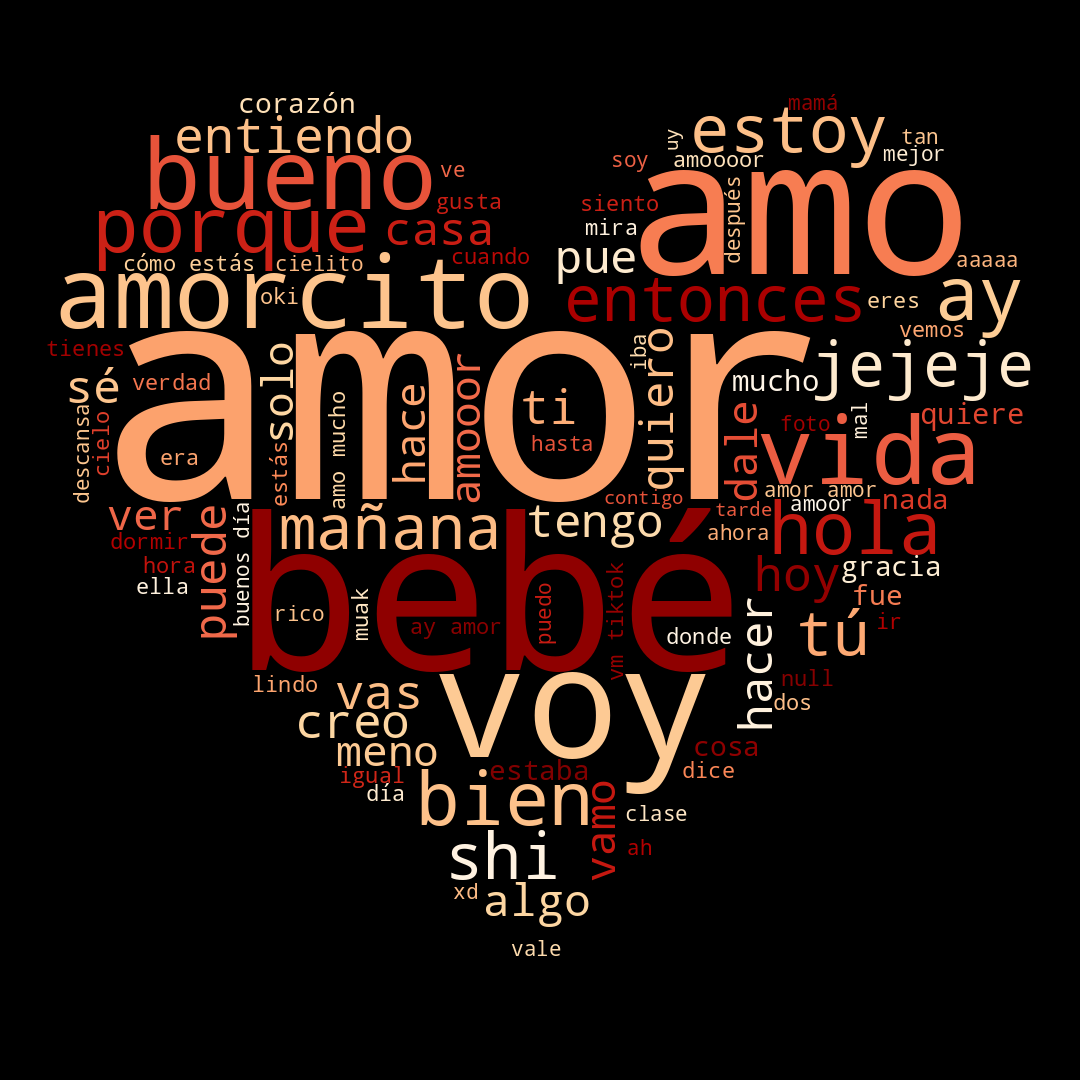 corazón
mamá
entiendo
estoy
uy
tan
bueno
ve
soy
amoooor
mejor
amo
gusta
siento
después
porque
casa
mira
cómo estás
cielito
cuando
pue
aaaaa
amorcito
oki
entonces
eres
ay
tienes
amor
iba
vemos
sé
verdad
solo
amooor
quiero
mucho
jejeje
descansa
cielo
era
estás
amo mucho
hace
ti
hasta
dale
foto
mal
quiere
vida
contigo
amor amor
ver
puede
buenos día
mañana
tengo
tarde
amoor
nada
dormir
bebé
ahora
hola
hora
hoy
gracia
ella
rico
muak
ay amor
puedo
vm tiktok
donde
hacer
fue
tú
ir
lindo
vas
voy
null
creo
dos
meno
estaba
cosa
igual
dice
día
bien
vamo
clase
shi
ah
xd
algo
vale